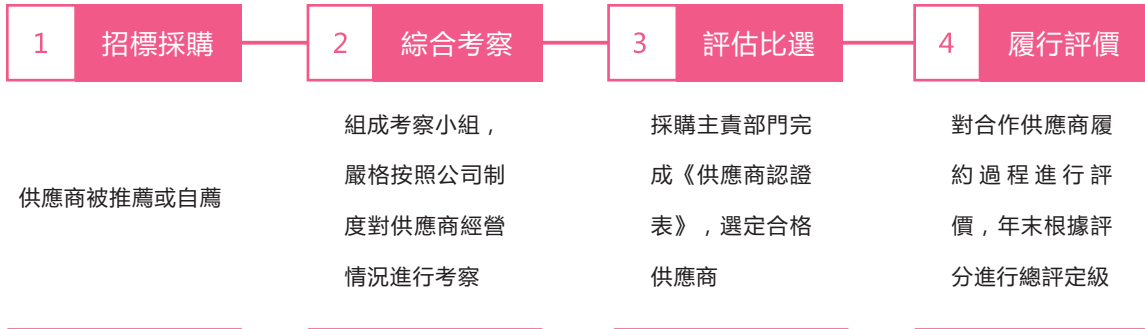 1 招標採購
供應商被推薦或自薦
2 綜合考察
組成考察小組，
嚴格按照公司制
度對供應商經營
情況進行考察
3 評估比選
採購主責部門完
成《供應商認證
表》，選定合格
供應商
4 履行評價
對合作供應商履
約過程進行評
價，年末根據評
分進行總評定級